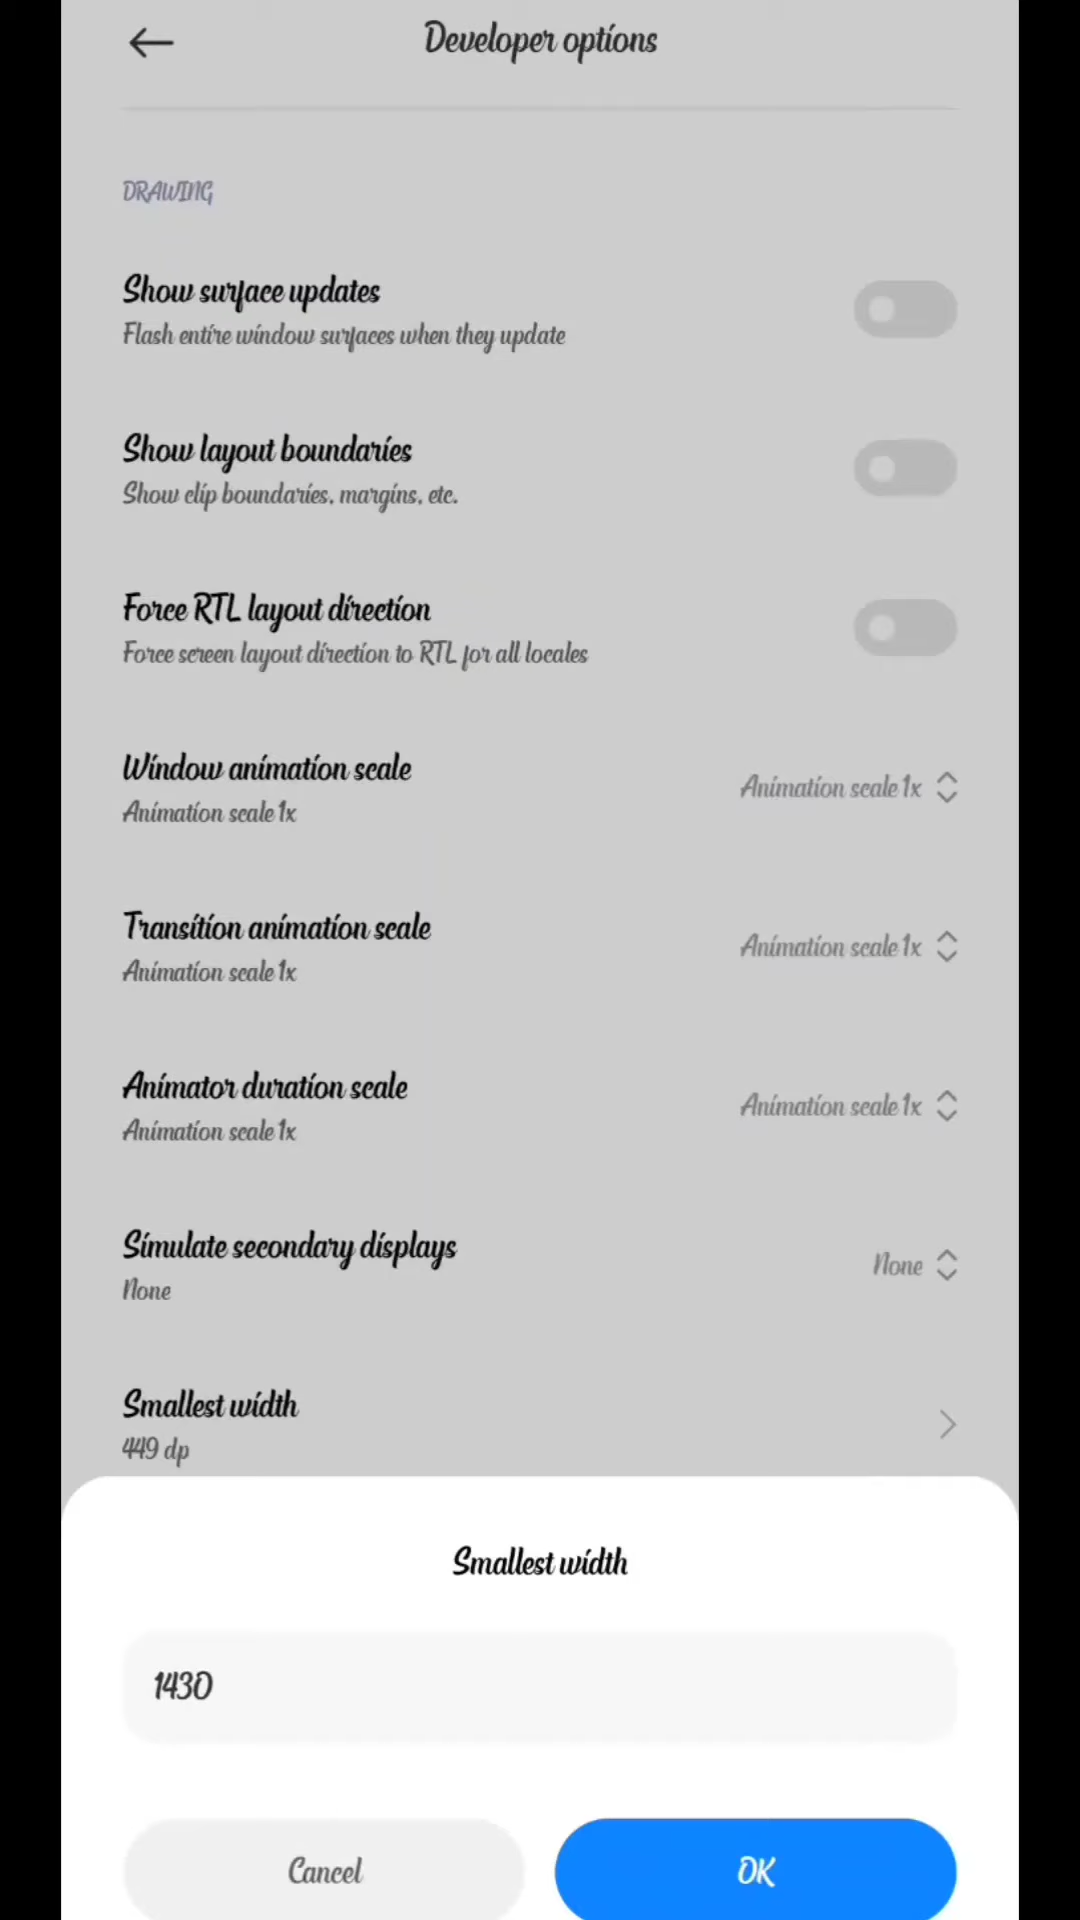 Developer options
DRAWING
Show surface updates
Flash entire window surfaces when they update
Show layout boundaries
Show clip boundaries, margins, etc.
Force RTL layout direction
Force screen layout direction to RTL for all locales
Window animation scale
Animation scale 1x
Animation scale 1x
Transition animation scale
Animation scale 1x
Animation scale 1x
Animator duration scale
Animation scale 1x
Animation scale 1x
Simulate secondary displays
None
None
Smallest width
449 dp
Smallest width
1430
Cancel
OK